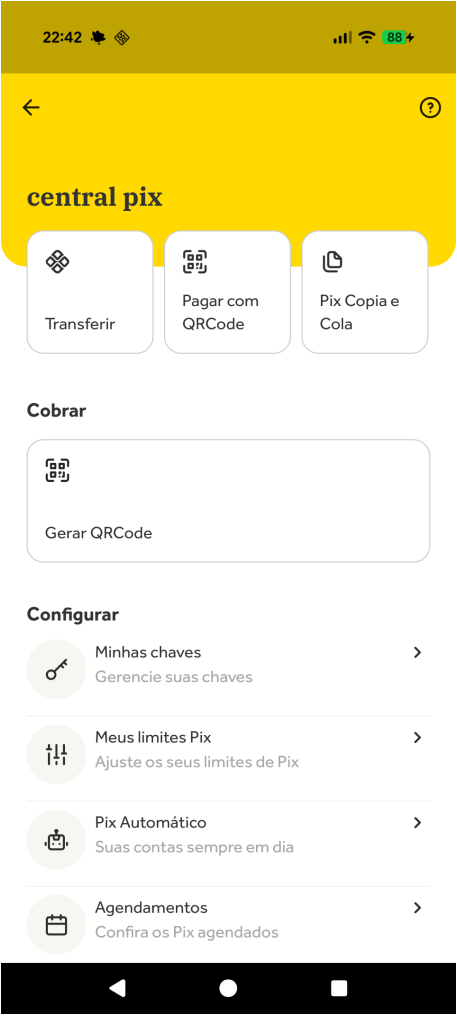 22:42
88
central pix
Transferir
Pagar com
QRCode
Pix Copia e
Cola
Cobrar
Gerar QRCode
Configurar
Minhas chaves
Gerencie suas chaves
Meus limites Pix
Ajuste os seus limites de Pix
Pix Automático
Suas contas sempre em dia
Agendamentos
Confira os Pix agendados